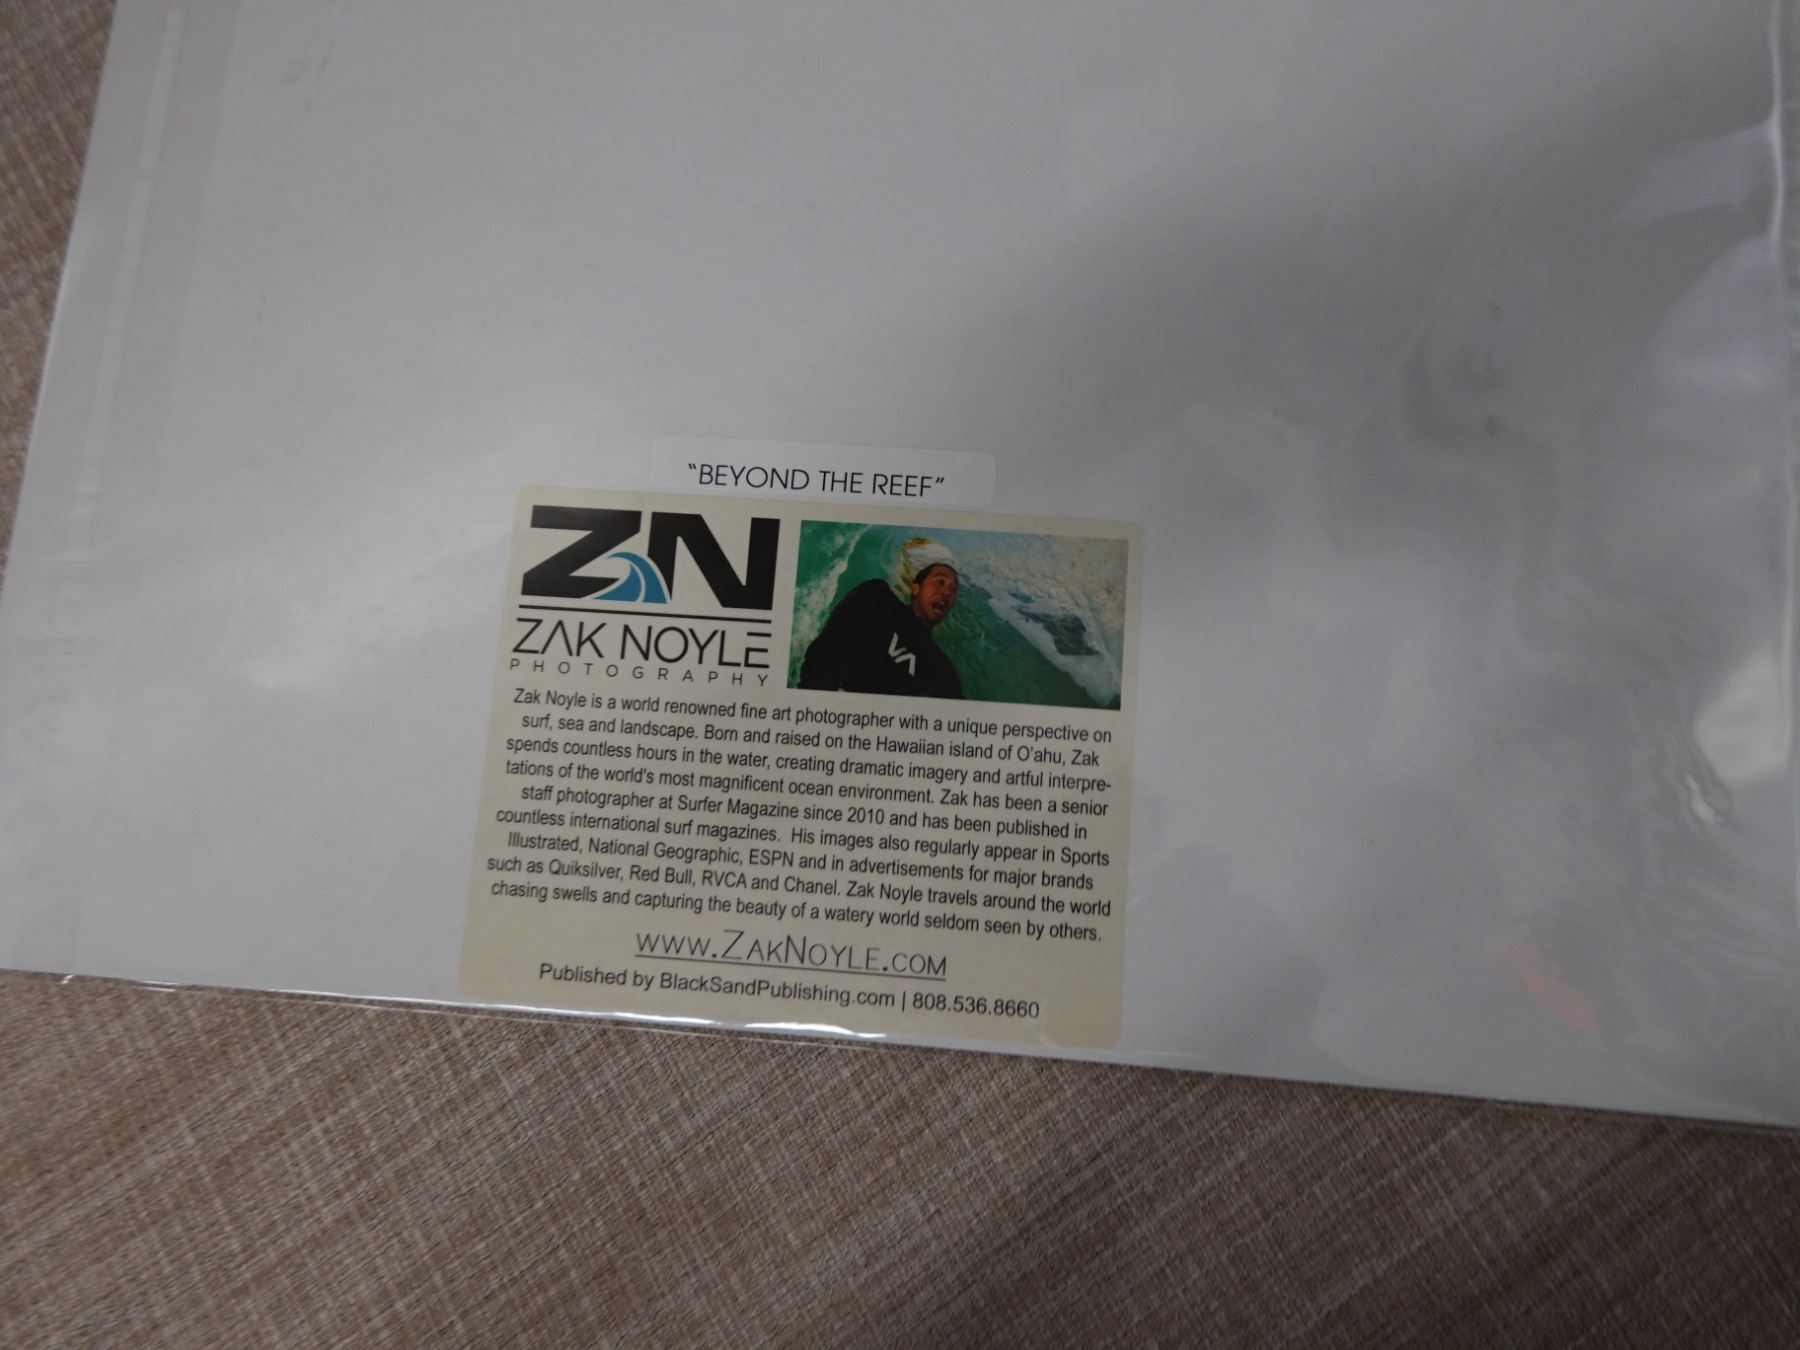 “BEYOND THE REEF”
ZN
ZAK NOYLE
PHOTOGRAPHY
VA
Zak Noyle is a world renowned fine art photographer with a unique perspective on
surf, sea and landscape. Born and raised on the Hawaiian island of O'ahu, Zak
spends countless hours in the water, creating dramatic imagery and artful interpre-
tations of the world's most magnificent ocean environment. Zak has been a senior
staff photographer at Surfer Magazine since 2010 and has been published in
countless international surf magazines. His images also regularly appear in Sports
Illustrated, National Geographic, ESPN and in advertisements for major brands
such as Quiksilver, Red Bull, RVCA and Chanel. Zak Noyle travels around the world
chasing swells and capturing the beauty of a watery world seldom seen by others.
www.ZakNoyle.com
Published by BlackSandPublishing.com | 808.536.8660